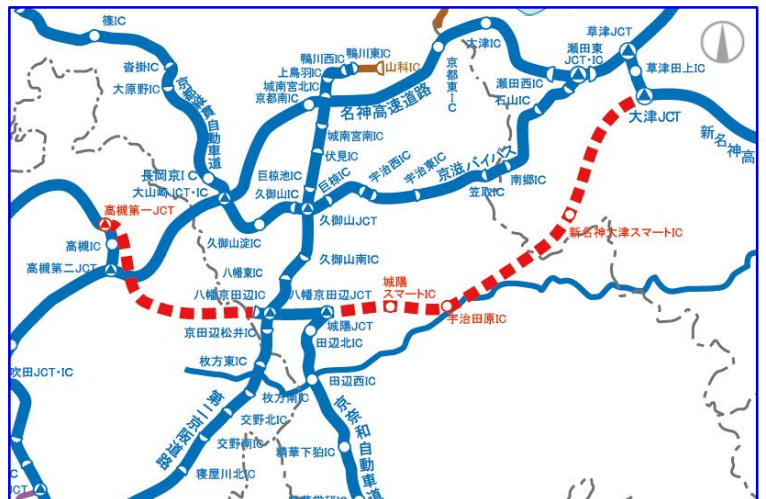 篠IC
沓掛IC
大原野IC
京都縦貫自動車道
長岡京IC
大山崎JCT・IC
鴨川西IC
鴨川東IC
山科IC
上鳥羽IC
城南宮北IC
京都南IC
名神高速道路
大津IC
京都東IC
瀬田東
JCT・IC
瀬田西IC
石山IC
草津JCT
草津田上IC
大津JCT
新名神高
城南宮南IC
伏見IC
巨椋池IC
久御山IC
巨椋IC
宇治西IC
宇治東IC
京滋バイパス
笠取IC
南郷IC
高槻第一JCT
高槻IC
高槻第二JCT
久御山淀IC
久御山JCT
久御山南IC
新名神大津スマートIC
八幡東IC
八幡京田辺IC
八幡京田辺JCT
城陽
スマートIC
宇治田原IC
京田辺松井IC
城陽JCT
田辺北IC
枚方東IC
吹田JCT・IC
田辺西IC
枚方南IC
第二京阪道路
交野北IC
京奈和自動車道
交野南IC
精華下狛IC
寝屋川北IC